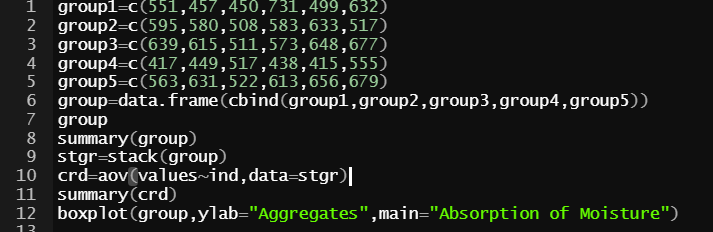 1 group1=c(551,457,450,731,499,632)
2 group2=c(595,580,508,583,633,517)
3 group3=c(639,615,511,573,648,677)
4 group4=c(417,449,517,438,415,555)
5 group5=c(563,631,522,613,656,679)
6 group=data.frame(cbind(group1,group2,group3,group4,group5))
7 group
8 summary(group)
9 stgr=stack(group)
10 crd=aov(values~ind,data=stgr)
11 summary(crd)
12 boxplot(group,ylab="Aggregates",main="Absorption of Moisture")
13